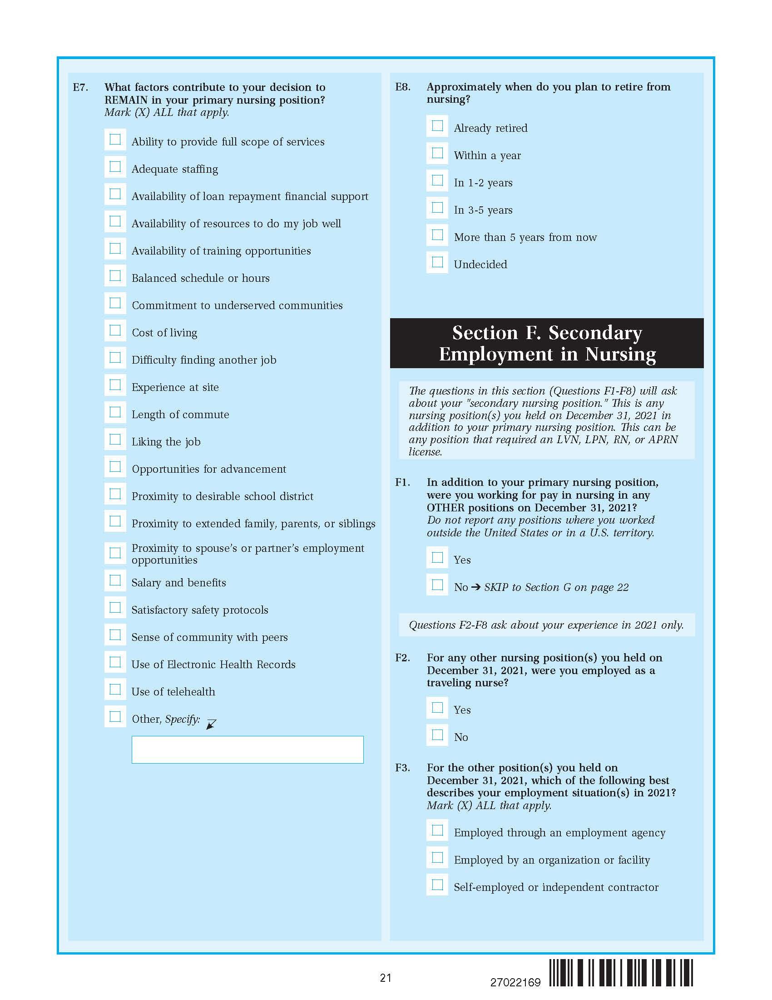 E7. What factors contribute to your decision to
REMAIN in your primary nursing position?
Mark (X) ALL that apply.
Ability to provide full scope of services
Adequate staffing
Availability of loan repayment financial support
Availability of resources to do my job well
Availability of training opportunities
Balanced schedule or hours
Commitment to underserved communities
Cost of living
Difficulty finding another job
Experience at site
Length of commute
Liking the job
Opportunities for advancement
Proximity to desirable school district
Proximity to extended family, parents, or siblings
Proximity to spouse’s or partner’s employment
opportunities
Salary and benefits
Satisfactory safety protocols
Sense of community with peers
Use of Electronic Health Records
Use of telehealth
Other, Specify:
E8. Approximately when do you plan to retire from
nursing?
Already retired
Within a year
In 1-2 years
In 3-5 years
More than 5 years from now
Undecided
Section F. Secondary
Employment in Nursing
The questions in this section (Questions F1-F8) will ask
about your "secondary nursing position." This is any
nursing position(s) you held on December 31, 2021 in
addition to your primary nursing position. This can be
any position that required an LVN, LPN, RN, or APRN
license.
F1. In addition to your primary nursing position,
were you working for pay in nursing in any
OTHER positions on December 31, 2021?
Do not report any positions where you worked
outside the United States or in a U.S. territory.
Yes
No ➔ SKIP to Section G on page 22
Questions F2-F8 ask about your experience in 2021 only.
F2. For any other nursing position(s) you held on
December 31, 2021, were you employed as a
traveling nurse?
Yes
No
F3. For the other position(s) you held on
December 31, 2021, which of the following best
describes your employment situation(s) in 2021?
Mark (X) ALL that apply.
Employed through an employment agency
Employed by an organization or facility
Self-employed or independent contractor
21
27022169